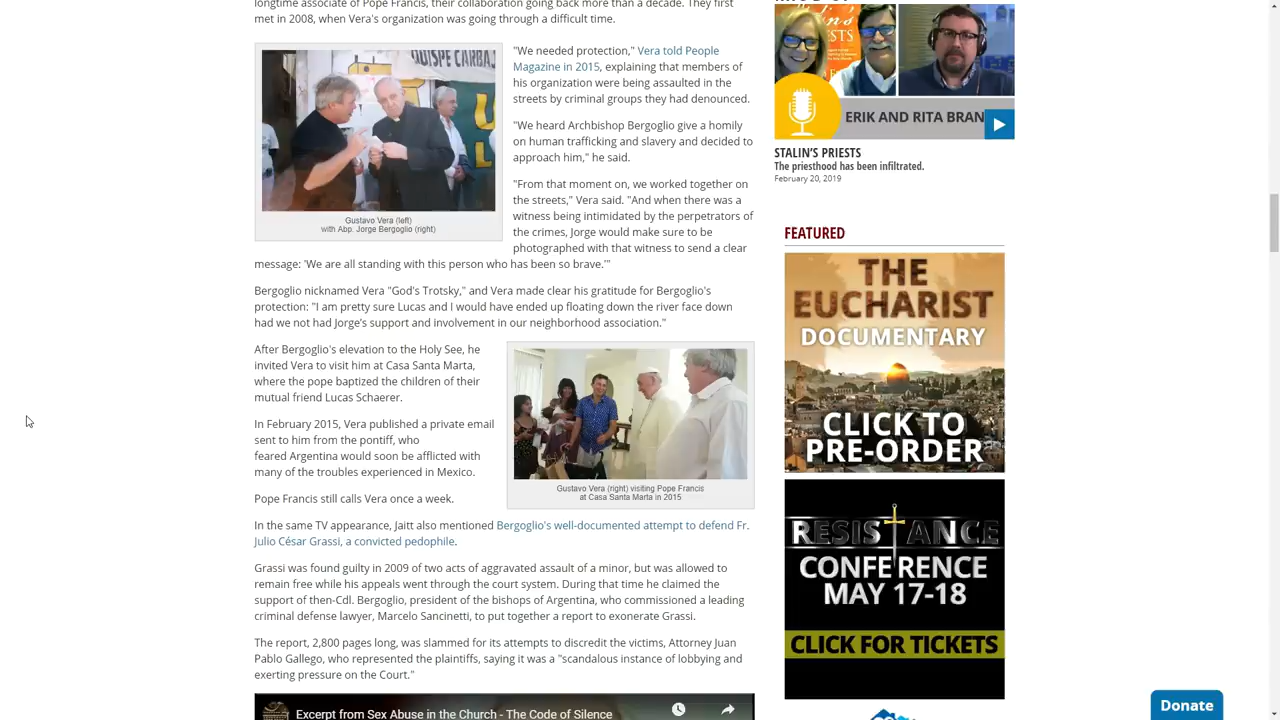 longtime associate of Pope Francis, their collaboration going back more than a decade. They first
met in 2008, when Vera's organization was going through a difficult time.
OTSPE CARBA
Gustavo Vera (left)
with Abp. Jorge Bergoglio (right)
"We needed protection," Vera told People
Magazine in 2015, explaining that members of
his organization were being assaulted in the
streets by criminal groups they had denounced.
"We heard Archbishop Bergoglio give a homily
on human trafficking and slavery and decided to
approach him," he said.
"From that moment on, we worked together on
the streets," Vera said. "And when there was a
witness being intimidated by the perpetrators of
the crimes, Jorge would make sure to be
photographed with that witness to send a clear
message: 'We are all standing with this person who has been so brave.'"
Bergoglio nicknamed Vera "God's Trotsky," and Vera made clear his gratitude for Bergoglio's
protection: "I am pretty sure Lucas and I would have ended up floating down the river face down
had we not had Jorge's support and involvement in our neighborhood association."
After Bergoglio's elevation to the Holy See, he
invited Vera to visit him at Casa Santa Marta,
where the pope baptized the children of their
mutual friend Lucas Schaerer.
In February 2015, Vera published a private email
sent to him from the pontiff, who
feared Argentina would soon be afflicted with
many of the troubles experienced in Mexico.
Gustavo Vera (right) visiting Pope Francis
at Casa Santa Marta in 2015
Pope Francis still calls Vera once a week.
In the same TV appearance, Jaitt also mentioned Bergoglio's well-documented attempt to defend Fr.
Julio César Grassi, a convicted pedophile.
Grassi was found guilty in 2009 of two acts of aggravated assault of a minor, but was allowed to
remain free while his appeals went through the court system. During that time he claimed the
support of then-Cdl. Bergoglio, president of the bishops of Argentina, who commissioned a leading
criminal defense lawyer, Marcelo Sancinetti, to put together a report to exonerate Grassi.
The report, 2,800 pages long, was slammed for its attempts to discredit the victims, Attorney Juan
Pablo Gallego, who represented the plaintiffs, saying it was a "scandalous instance of lobbying and
exerting pressure on the Court."
Excerpt from Sex Abuse in the Church - The Code of Silence
ERIK AND RITA BRAN
STALIN'S PRIESTS
The priesthood has been infiltrated.
February 20, 2019
FEATURED
THE
EUCHARIST
DOCUMENTARY
CLICK TO
PRE-ORDER
RESISTANCE
CONFERENCE
MAY 17-18
CLICK FOR TICKETS
Donate